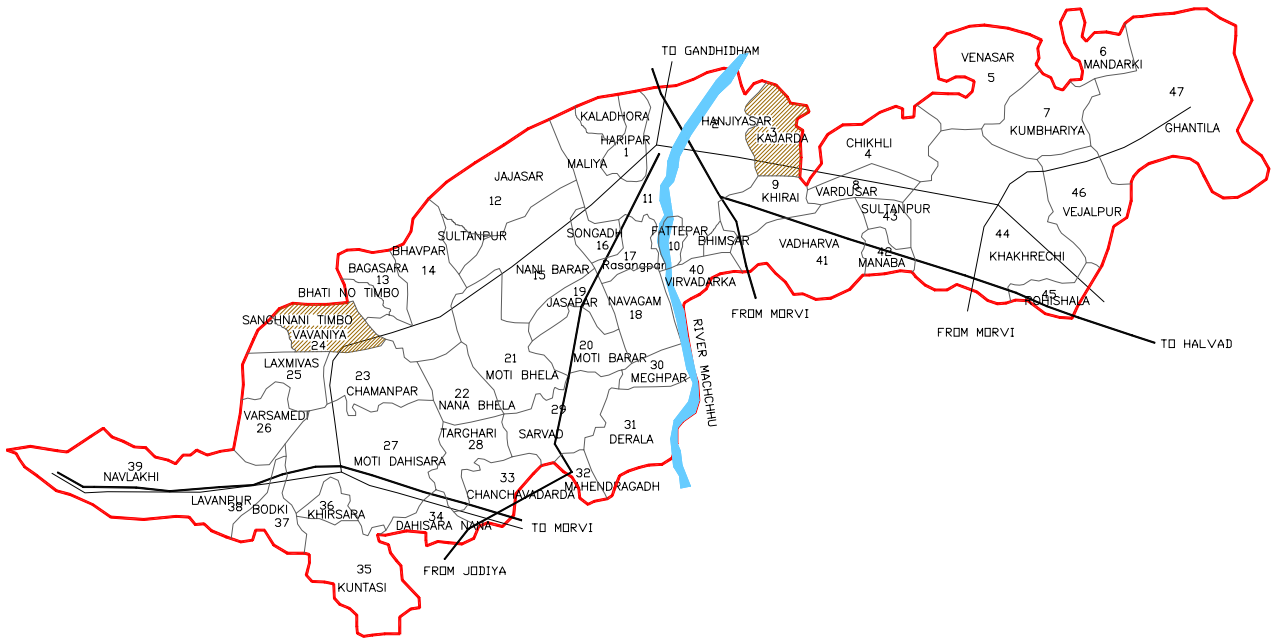 TO GANDHIDHAM
VENASAR
5
6
MANDARKI
47
GHANTILA
7
KUMBHARIYA
KALADHORA
HARIPAR
1
HANJIYASAR
2
3
KAJARDA
CHIKHLI
4
MALIYA
JAJASAR
12
11
9
KHIRAI
8
VARDUSAR
SULTANPUR
43
46
VEJALPUR
44
KHAKHRECHI
SULTANPUR
BHAVPAR
14
SONGADH
16
FATTEPAR
10
BHIMSAR
VADHARVA
41
42
MANABA
17
Rasangpar
NANI BARAR
15
40
VIRVADARKA
BAGASARA
13
BHATI NO TIMBO
19
JASAPAR
NAVAGAM
18
45
ROHISHALA
FROM MORVI
FROM MORVI
TO HALVAD
SANGHNANI TIMBO
VAVANIYA
24
RIVER MACHCHHU
20
MOTI BARAR
21
MOTI BHELA
30
MEGHPAR
LAXMIVAS
25
23
CHAMANPAR
22
NANA BHELA
29
SARVAD
31
DERALA
VARSAMEDI
26
TARGHARI
28
27
MOTI DAHISARA
39
NAVLAKHI
33
CHANCHAVADARDA
32
MAHENDRAGADH
LAVANPUR
38
BODKI
37
36
KHIRSARA
34
DAHISARA NANA
TO MORVI
FROM JODIYA
35
KUNTASI